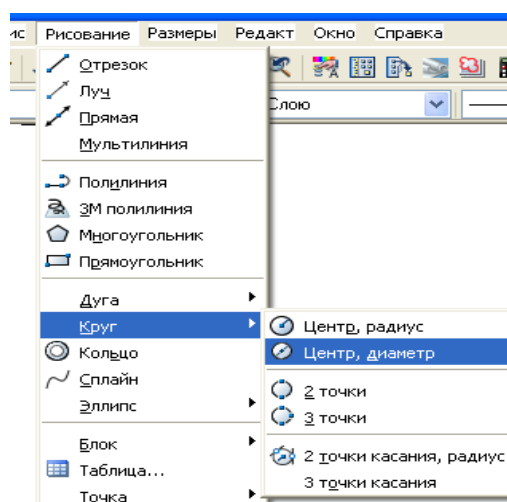 ис Рисование Размеры Редакт Окно Справка
Отрезок
Луч
Слою
Прямая
Мультилиния
Полилиния
3М полилиния
Многоугольник
Прямоугольник
Дуга
Круг
Центр, радиус
Кольцо
Центр, диаметр
Сплайн
2 точки
Эллипс
3 точки
Блок
2 точки касания, радиус
Таблица...
3 точки касания
Точка